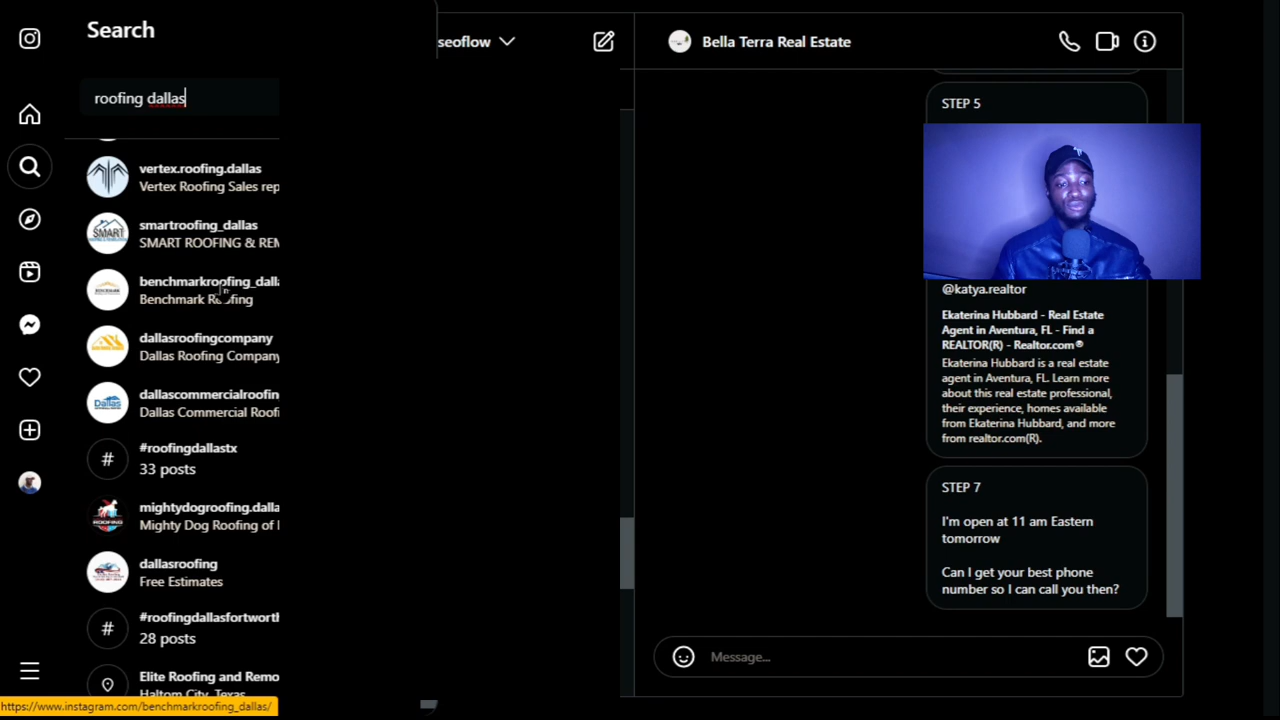 Search
roofing dallas
vertex.roofing.dallas
Vertex Roofing Sales rep
smartroofing_dallas
SMART ROOFING & REM
benchmarkroofing_dalla
Benchmark Roofing
dallasroofingcompany
Dallas Roofing Company
dallascommercialroofin
Dallas Commercial Roofi
#roofingdallastx
33 posts
mightydogroofing.dalla
Mighty Dog Roofing of
dallasroofing
Free Estimates
#roofingdallasfortworth
28 posts
Elite Roofing and Remo
Haltom City, Texas
https://www.instagram.com/benchmarkroofing_dallas/
seoflow
Bella Terra Real Estate
STEP 5
@katya.realtor
Ekaterina Hubbard - Real Estate
Agent in Aventura, FL - Find a
REALTOR(R) - Realtor.com®
Ekaterina Hubbard is a real estate
agent in Aventura, FL. Learn more
about this real estate professional,
their experience, homes available
from Ekaterina Hubbard, and more
from realtor.com(R).
STEP 7
I'm open at 11 am Eastern
tomorrow
Can I get your best phone
number so I can call you then?
Message...